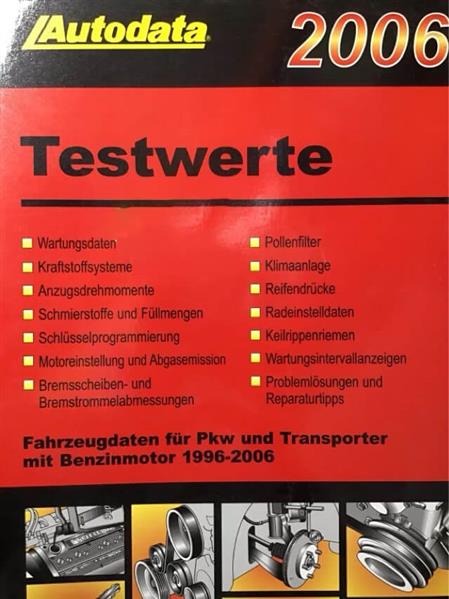 Autodata
2006
Testwerte
Wartungsdaten
Kraftstoffsysteme
Anzugsdrehmomente
Schmierstoffe und Füllmengen
Schlüsselprogrammierung
Motoreinstellung und Abgasemission
Bremsscheiben- und
Bremstrommelabmessungen
Pollenfilter
Klimaanlage
Reifendrücke
Radeinstelldaten
Keilrippenriemen
Wartungsintervallanzeigen
Problemlösungen und
Reparaturtipps
Fahrzeugdaten für Pkw und Transporter
mit Benzinmotor 1996-2006